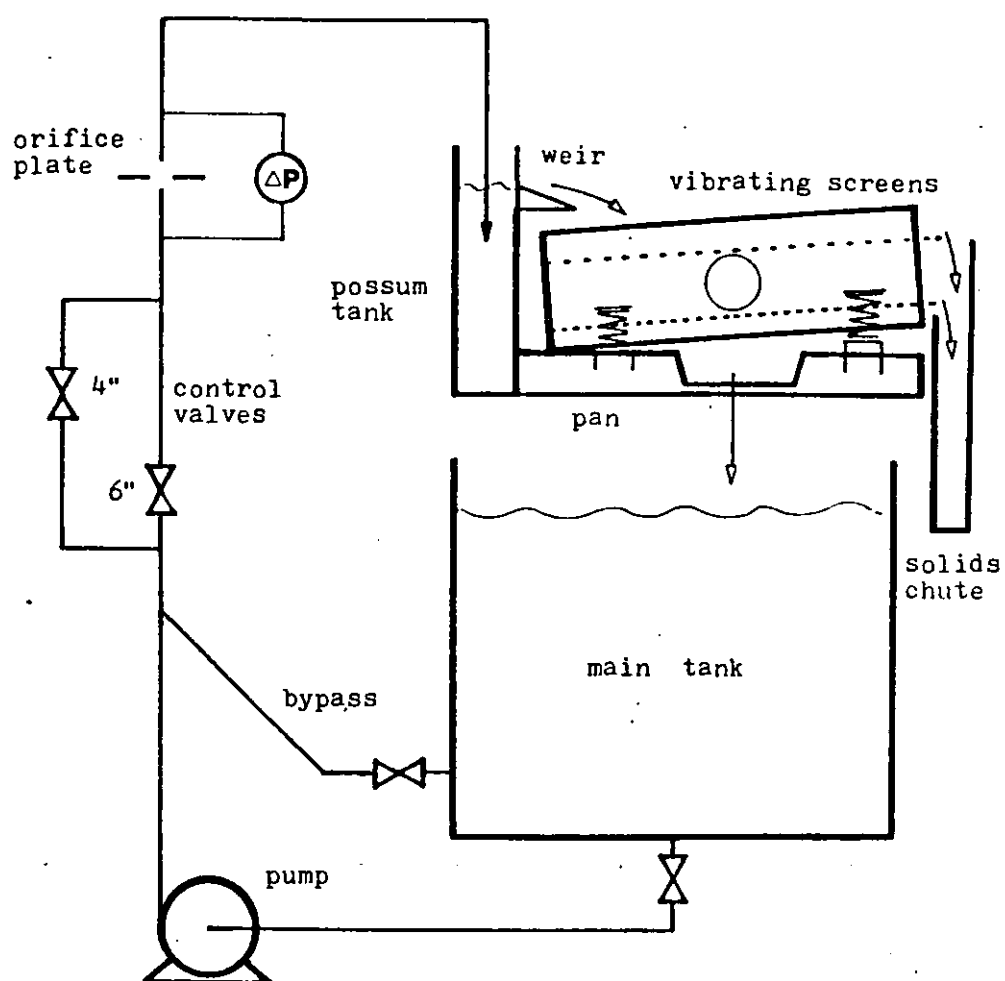 orifice
plate
ΔP
weir
vibrating screens
possum
tank
4"
control
valves
6"
pan
solids
chute
main tank
bypass
pump